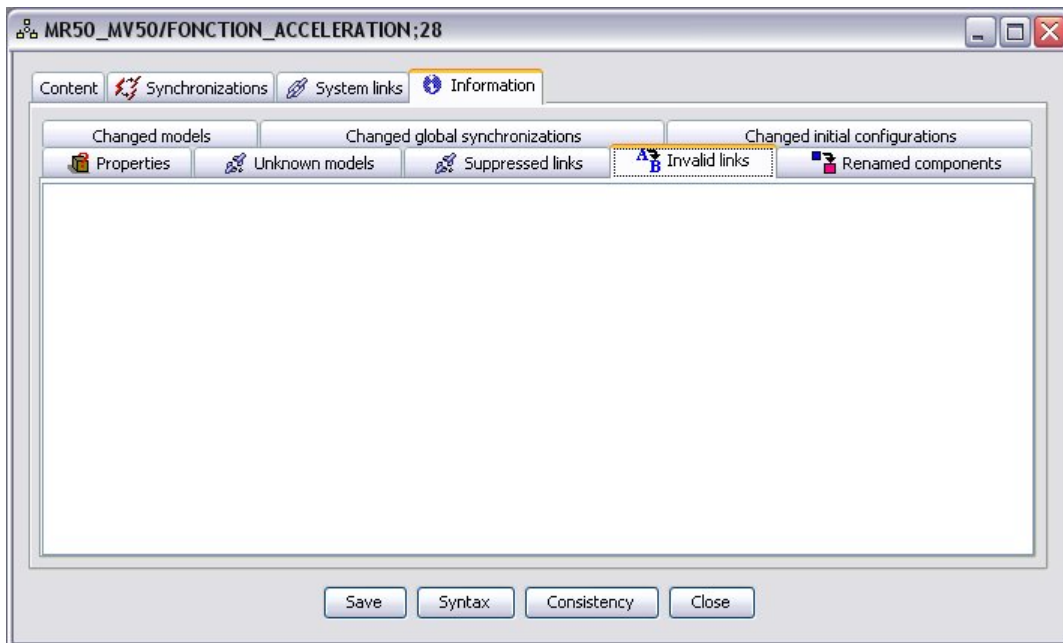 MR50_MV50/FONCTION_ACCELERATION;28
Content Synchronizations System links Information
Changed models Changed global synchronizations Changed initial configurations
Properties Unknown models Suppressed links Invalid links Renamed components
Save Syntax Consistency Close